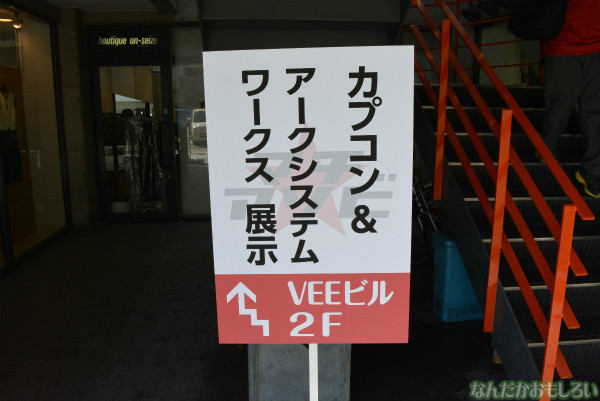 boutique un-seize
カプコン&
アークシステム
ワークス 展示
VEEビル
2F
なんだかおもしろい